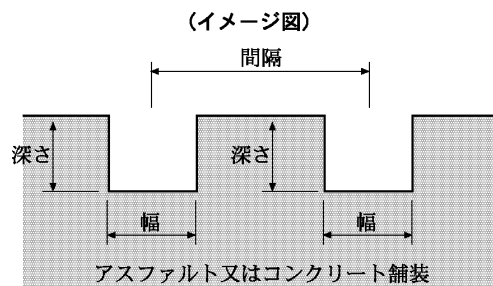 （イメージ図）
間隔
深さ
深さ
幅
幅
アスファルト又はコンクリート舗装